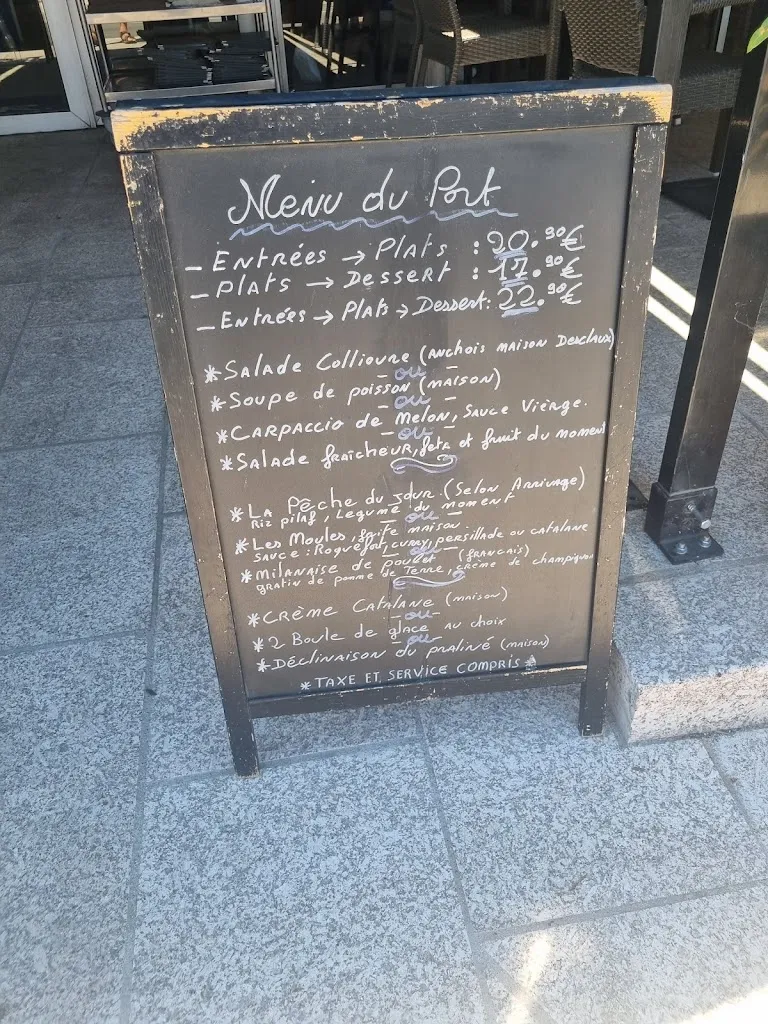 Menu du Port
- Entrées → Plats : 20.90€
- Plats → Dessert : 17.90€
- Entrées → Plats → Dessert : 22.90€
*Salade Collioure (anchois maison Desclaux)
- ou -
*Soupe de poisson (maison)
- ou -
*Carpaccio de Melon, Sauce Vierge.
- ou -
*Salade fraîcheur, feta et fruit du moment
*La Pêche du Jour (Selon Arrivage)
Riz pilaf, Legume du moment
- ou -
*Les Moules, frite maison.
Sauce : Roquefort, curry, persillade ou catalane
- ou -
*Milanaise de poulet (francais)
gratin de pomme de Terre, crème de champignon
*Crème Catalane (maison)
- ou -
*2 Boule de glace au choix
- ou -
*Déclinaison du praliné (maison)
*Taxe et service compris*